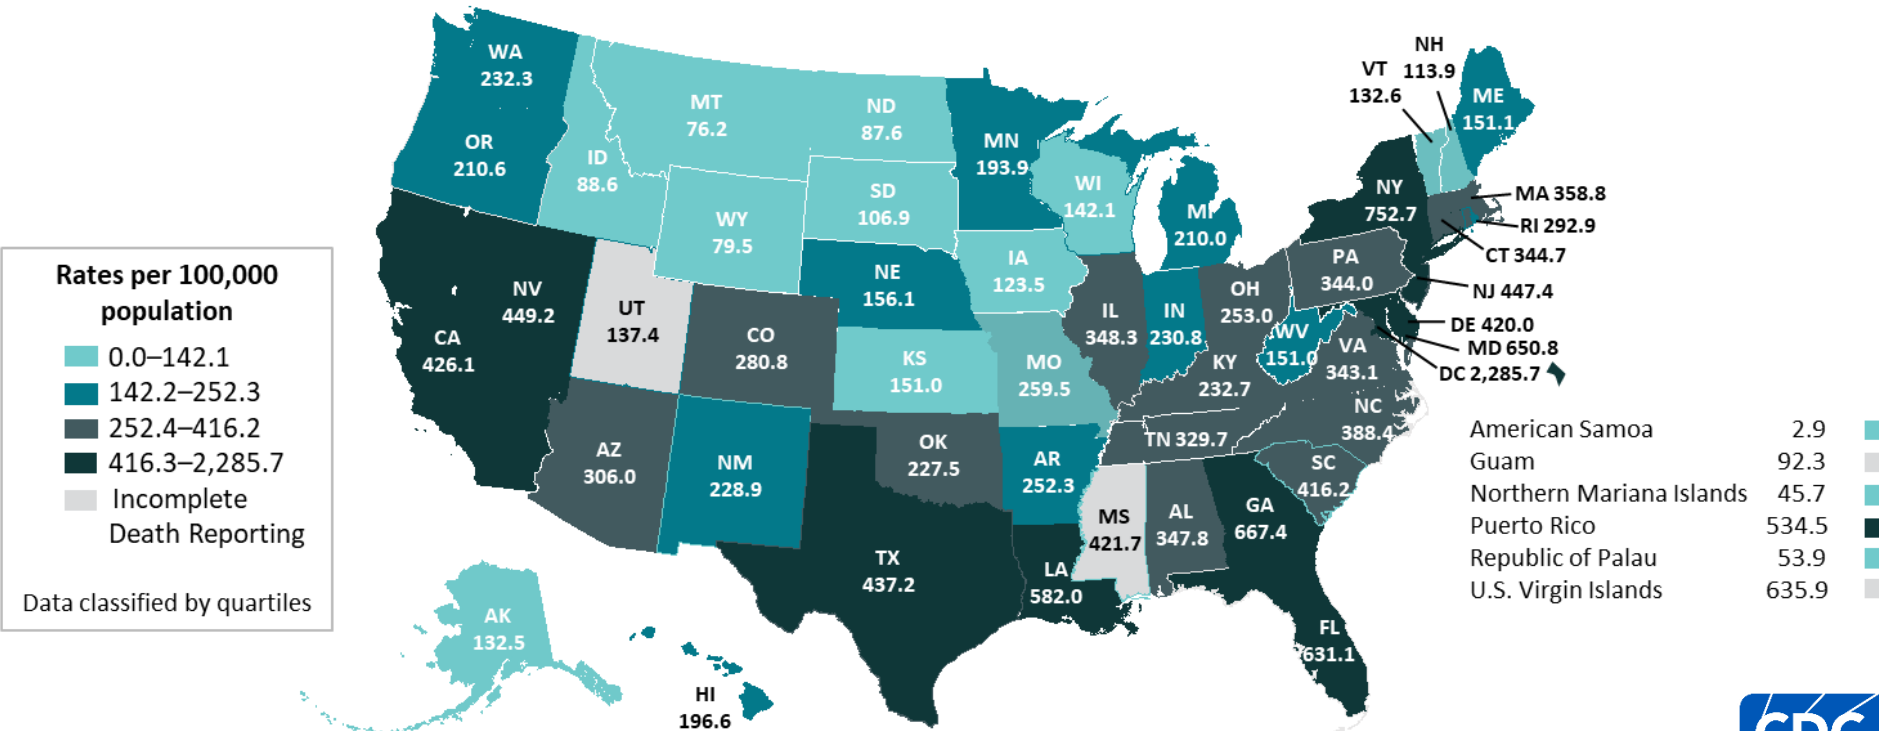 WA
232.3
OR
210.6
ID
88.6
MT
76.2
ND
87.6
MN
193.9
WI
142.1
SD
106.9
WY
79.5
NE
156.1
IA
123.5
MI
210.0
NH
113.9
VT
132.6
ME
151.1
NY
752.7
MA 358.8
RI 292.9
CT 344.7
PA
344.0
NJ 447.4
DE 420.0
MD 650.8
DC 2,285.7
CA
426.1
NV
449.2
UT
137.4
CO
280.8
KS
151.0
MO
259.5
IL
348.3
IN
230.8
OH
253.0
WV
151.0
VA
343.1
KY
232.7
NC
388.4
TN 329.7
AZ
306.0
NM
228.9
OK
227.5
AR
252.3
SC
416.2
MS
421.7
AL
347.8
GA
667.4
TX
437.2
LA
582.0
FL
631.1
AK
132.5
HI
196.6
Rates per 100,000
population
0.0–142.1
142.2–252.3
252.4–416.2
416.3–2,285.7
Incomplete
Death Reporting
Data classified by quartiles
American Samoa 2.9
Guam 92.3
Northern Mariana Islands 45.7
Puerto Rico 534.5
Republic of Palau 53.9
U.S. Virgin Islands 635.9
CDC